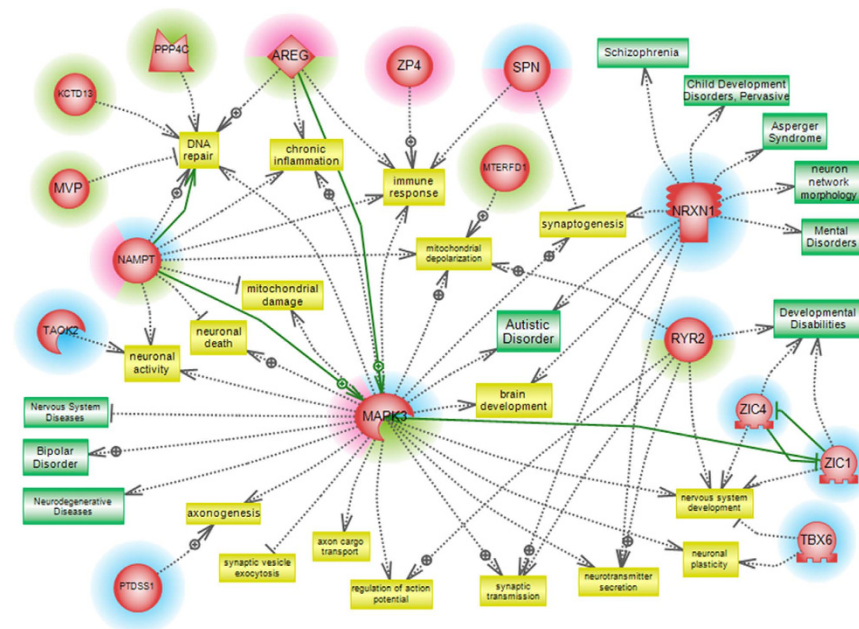 PPP4C
AREG
ZP4
SPN
Schizophrenia
Child Development
Disorders, Pervasive
KCTD13
Asperger
Syndrome
DNA
repair
chronic
inflammation
MTERFD1
immune
response
neuron
network
morphology
MVP
NRXN1
synaptogenesis
Mental
Disorders
NAMPT
mitochondrial
depolarization
mitochondrial
damage
Developmental
Disabilities
TAOK2
neuronal
death
Autistic
Disorder
RYR2
neuronal
activity
brain
development
Nervous System
Diseases
MAPK3
ZIC4
Bipolar
Disorder
ZIC1
Neurodegenerative
Diseases
axonogenesis
nervous system
development
axon cargo
transport
TBX6
synaptic vesicle
exocytosis
neuronal
plasticity
PTDSS1
regulation of action
potential
synaptic
transmission
neurotransmitter
secretion